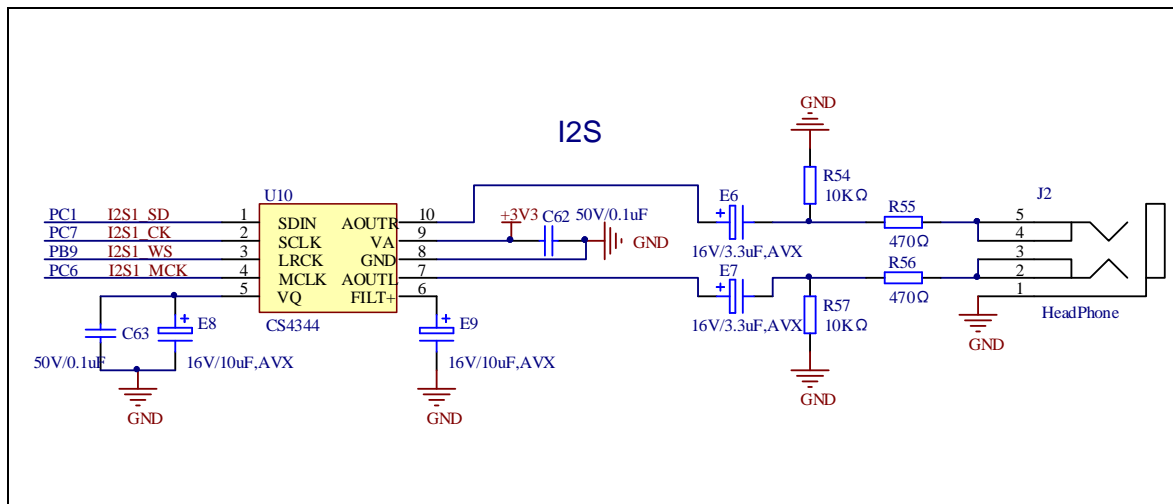 I2S
GND
R54
10KΩ
J2
U10
E6
50V/0.1uF
C62
+3V3
R55
5
PC1 I2S1_SD 1 SDIN AOUTR 10
PC7 I2S1_CK 2 SCLK VA 9
GND
470Ω
4
PB9 I2S1_WS 3 LRCK GND 8
16V/3.3uF,AVX
3
PC6 I2S1_MCK 4 MCLK AOUTL 7
E7
R56
2
5 VQ FILT+ 6
470Ω
1
CS4344
16V/3.3uF,AVX
R57
10KΩ
HeadPhone
C63
E8
E9
GND
50V/0.1uF
16V/10uF,AVX
16V/10uF,AVX
GND
GND
GND